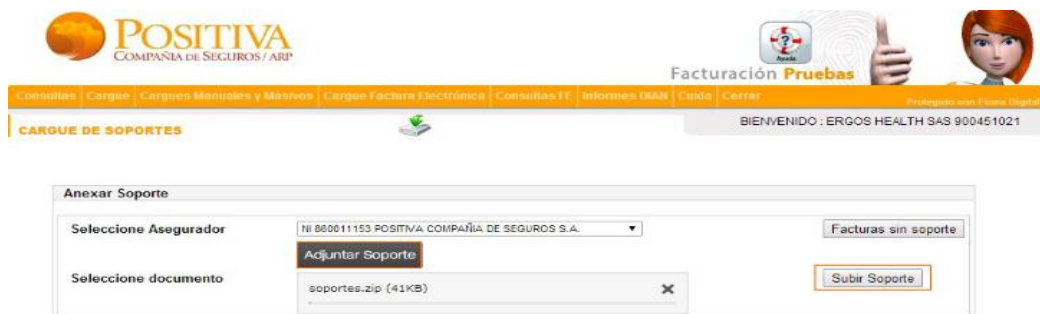 POSITIVA
COMPAÑIA DE SEGUROS / ARP
Ayuda
Facturación Pruebas
Consultas Cargue Cargues Manuales y Masivos Cargue Factura Electrónica Consultas FE Informes DIAN Cuida Cerrar
Protegido con Firma Digital
CARGUE DE SOPORTES
BIENVENIDO : ERGOS HEALTH SAS 900451021
Anexar Soporte
Seleccione Asegurador NI 860011153 POSITIVA COMPAÑIA DE SEGUROS S.A. Facturas sin soporte
Adjuntar Soporte
Seleccione documento Subir Soporte
soportes.zip (41KB)